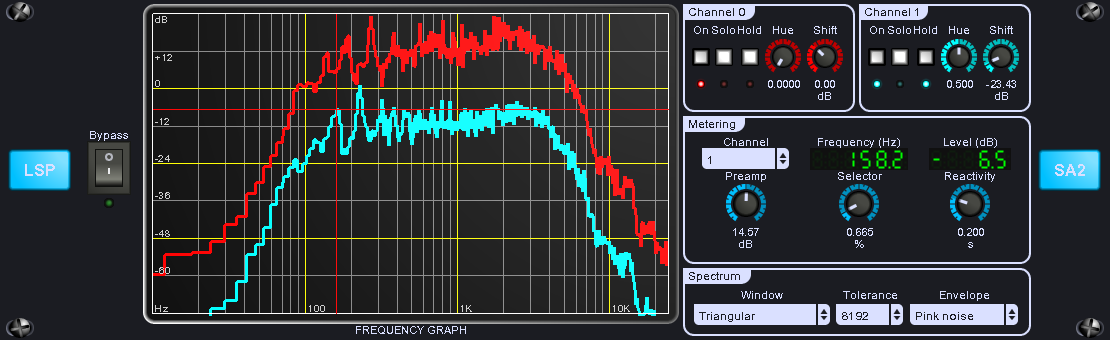 LSP
Bypass
dB
+12
0
-12
-24
-36
-48
-60
Hz
100
1K
10K
FREQUENCY GRAPH
Channel 0
On Solo Hold Hue Shift
0.0000 0.00
dB
Channel 1
On Solo Hold Hue Shift
0.500 -23.43
dB
Metering
Channel Frequency (Hz) Level (dB)
1 158.2 - 6.5
Preamp Selector Reactivity
14.57 0.665 0.200
dB % s
Spectrum
Window Tolerance Envelope
Triangular 8192 Pink noise
SA2